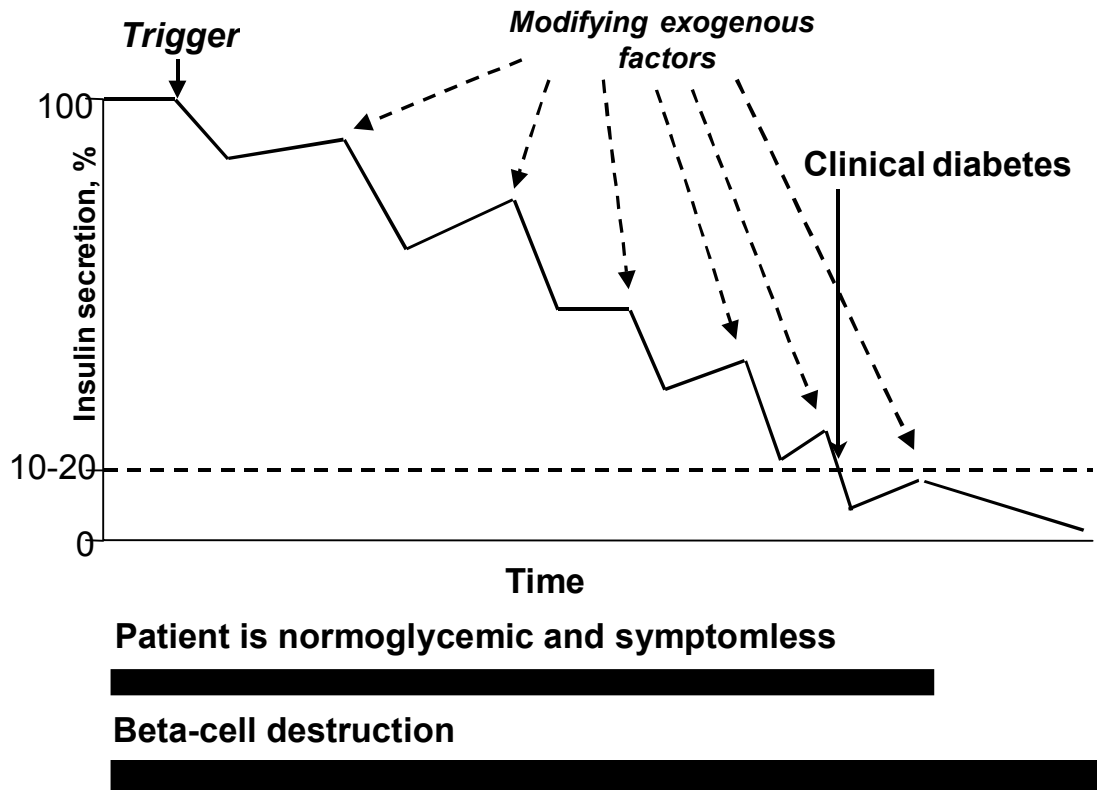 Trigger
Modifying exogenous
factors
100
Clinical diabetes
Insulin secretion, %
10-20
0
Time
Patient is normoglycemic and symptomless
Beta-cell destruction